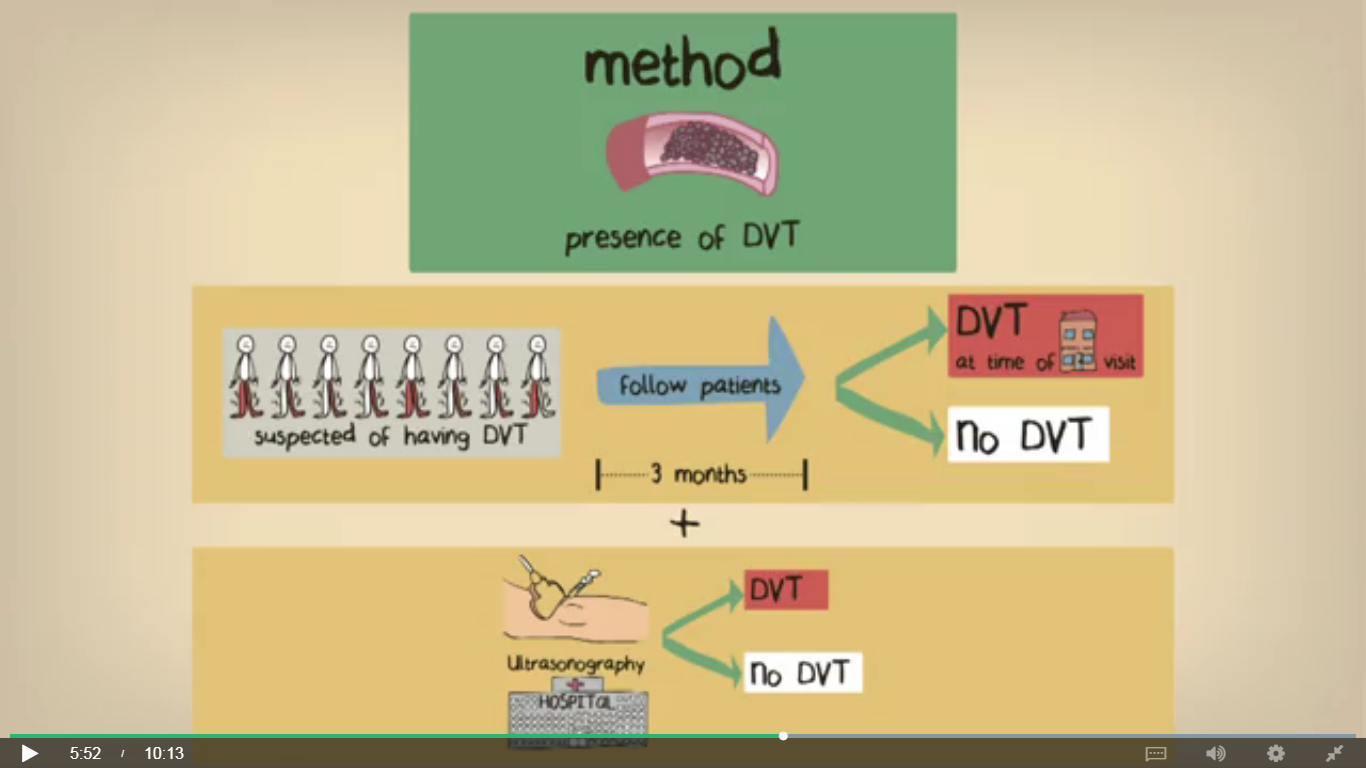 method
presence of DVT
suspected of having DVT
follow patients
3 months
DVT
at time of visit
no DVT
+
Ultrasonography
HOSPITAL
DVT
no DVT
5:52 / 10:13